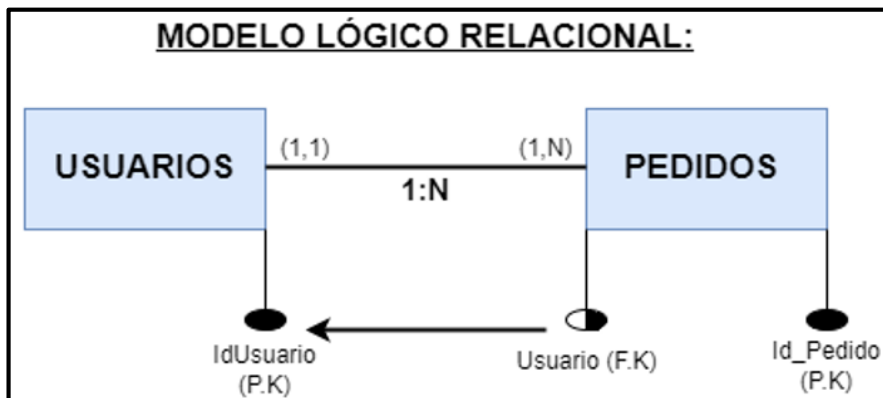 MODELO LÓGICO RELACIONAL:
USUARIOS
(1,1)
(1,N)
PEDIDOS
1:N
IdUsuario
(P.K)
Usuario (F.K)
Id_Pedido
(P.K)